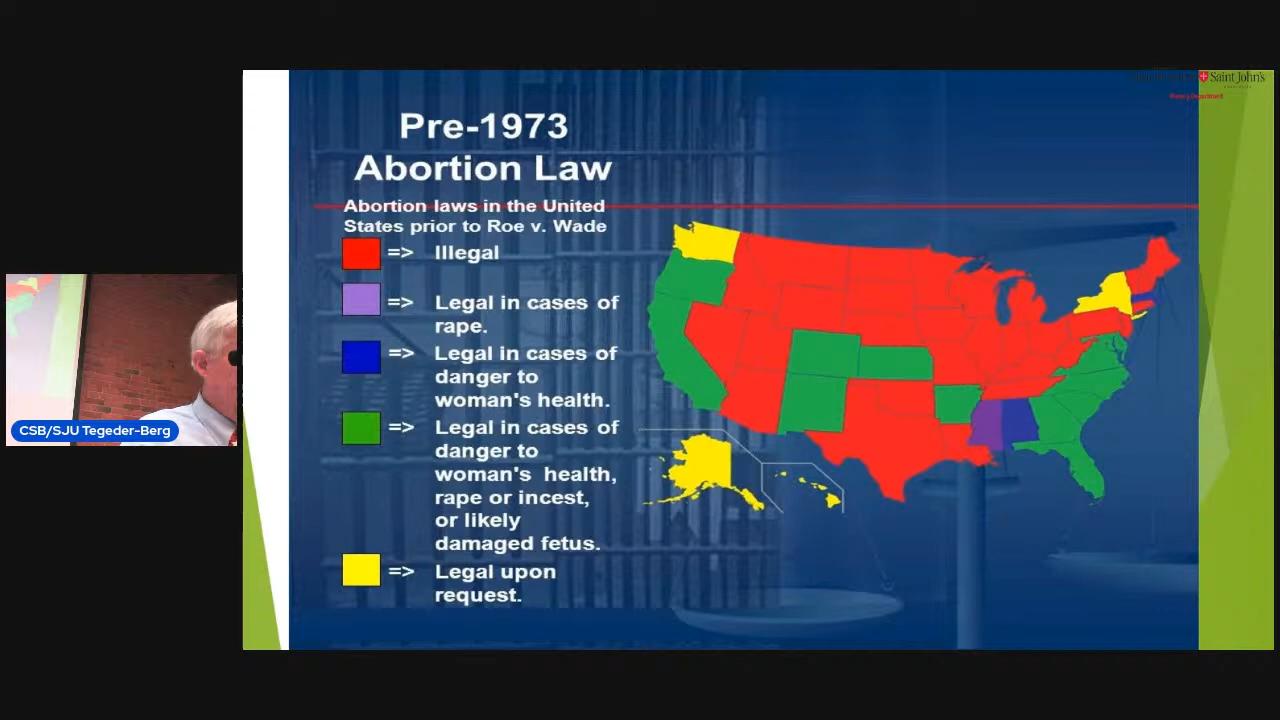 Saint John's
Pre-1973
Abortion Law
Abortion laws in the United
States prior to Roe v. Wade
=> Illegal
=> Legal in cases of
rape.
=> Legal in cases of
danger to
woman's health.
=> Legal in cases of
danger to
woman's health,
rape or incest,
or likely
damaged fetus.
=> Legal upon
request.
CSB/SJU Tegeder-Berg